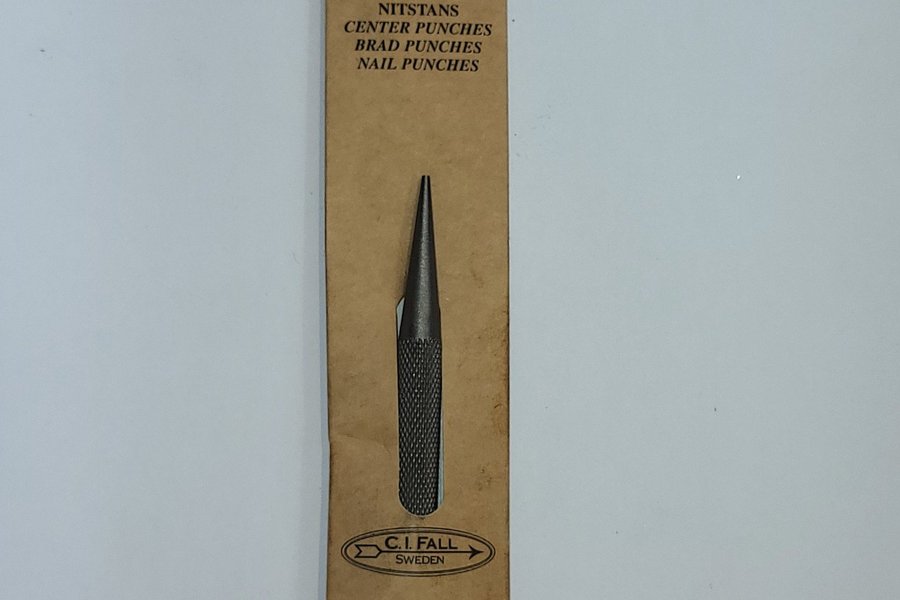 NITSTANS
CENTER PUNCHES
BRAD PUNCHES
NAIL PUNCHES
C.I. FALL
SWEDEN